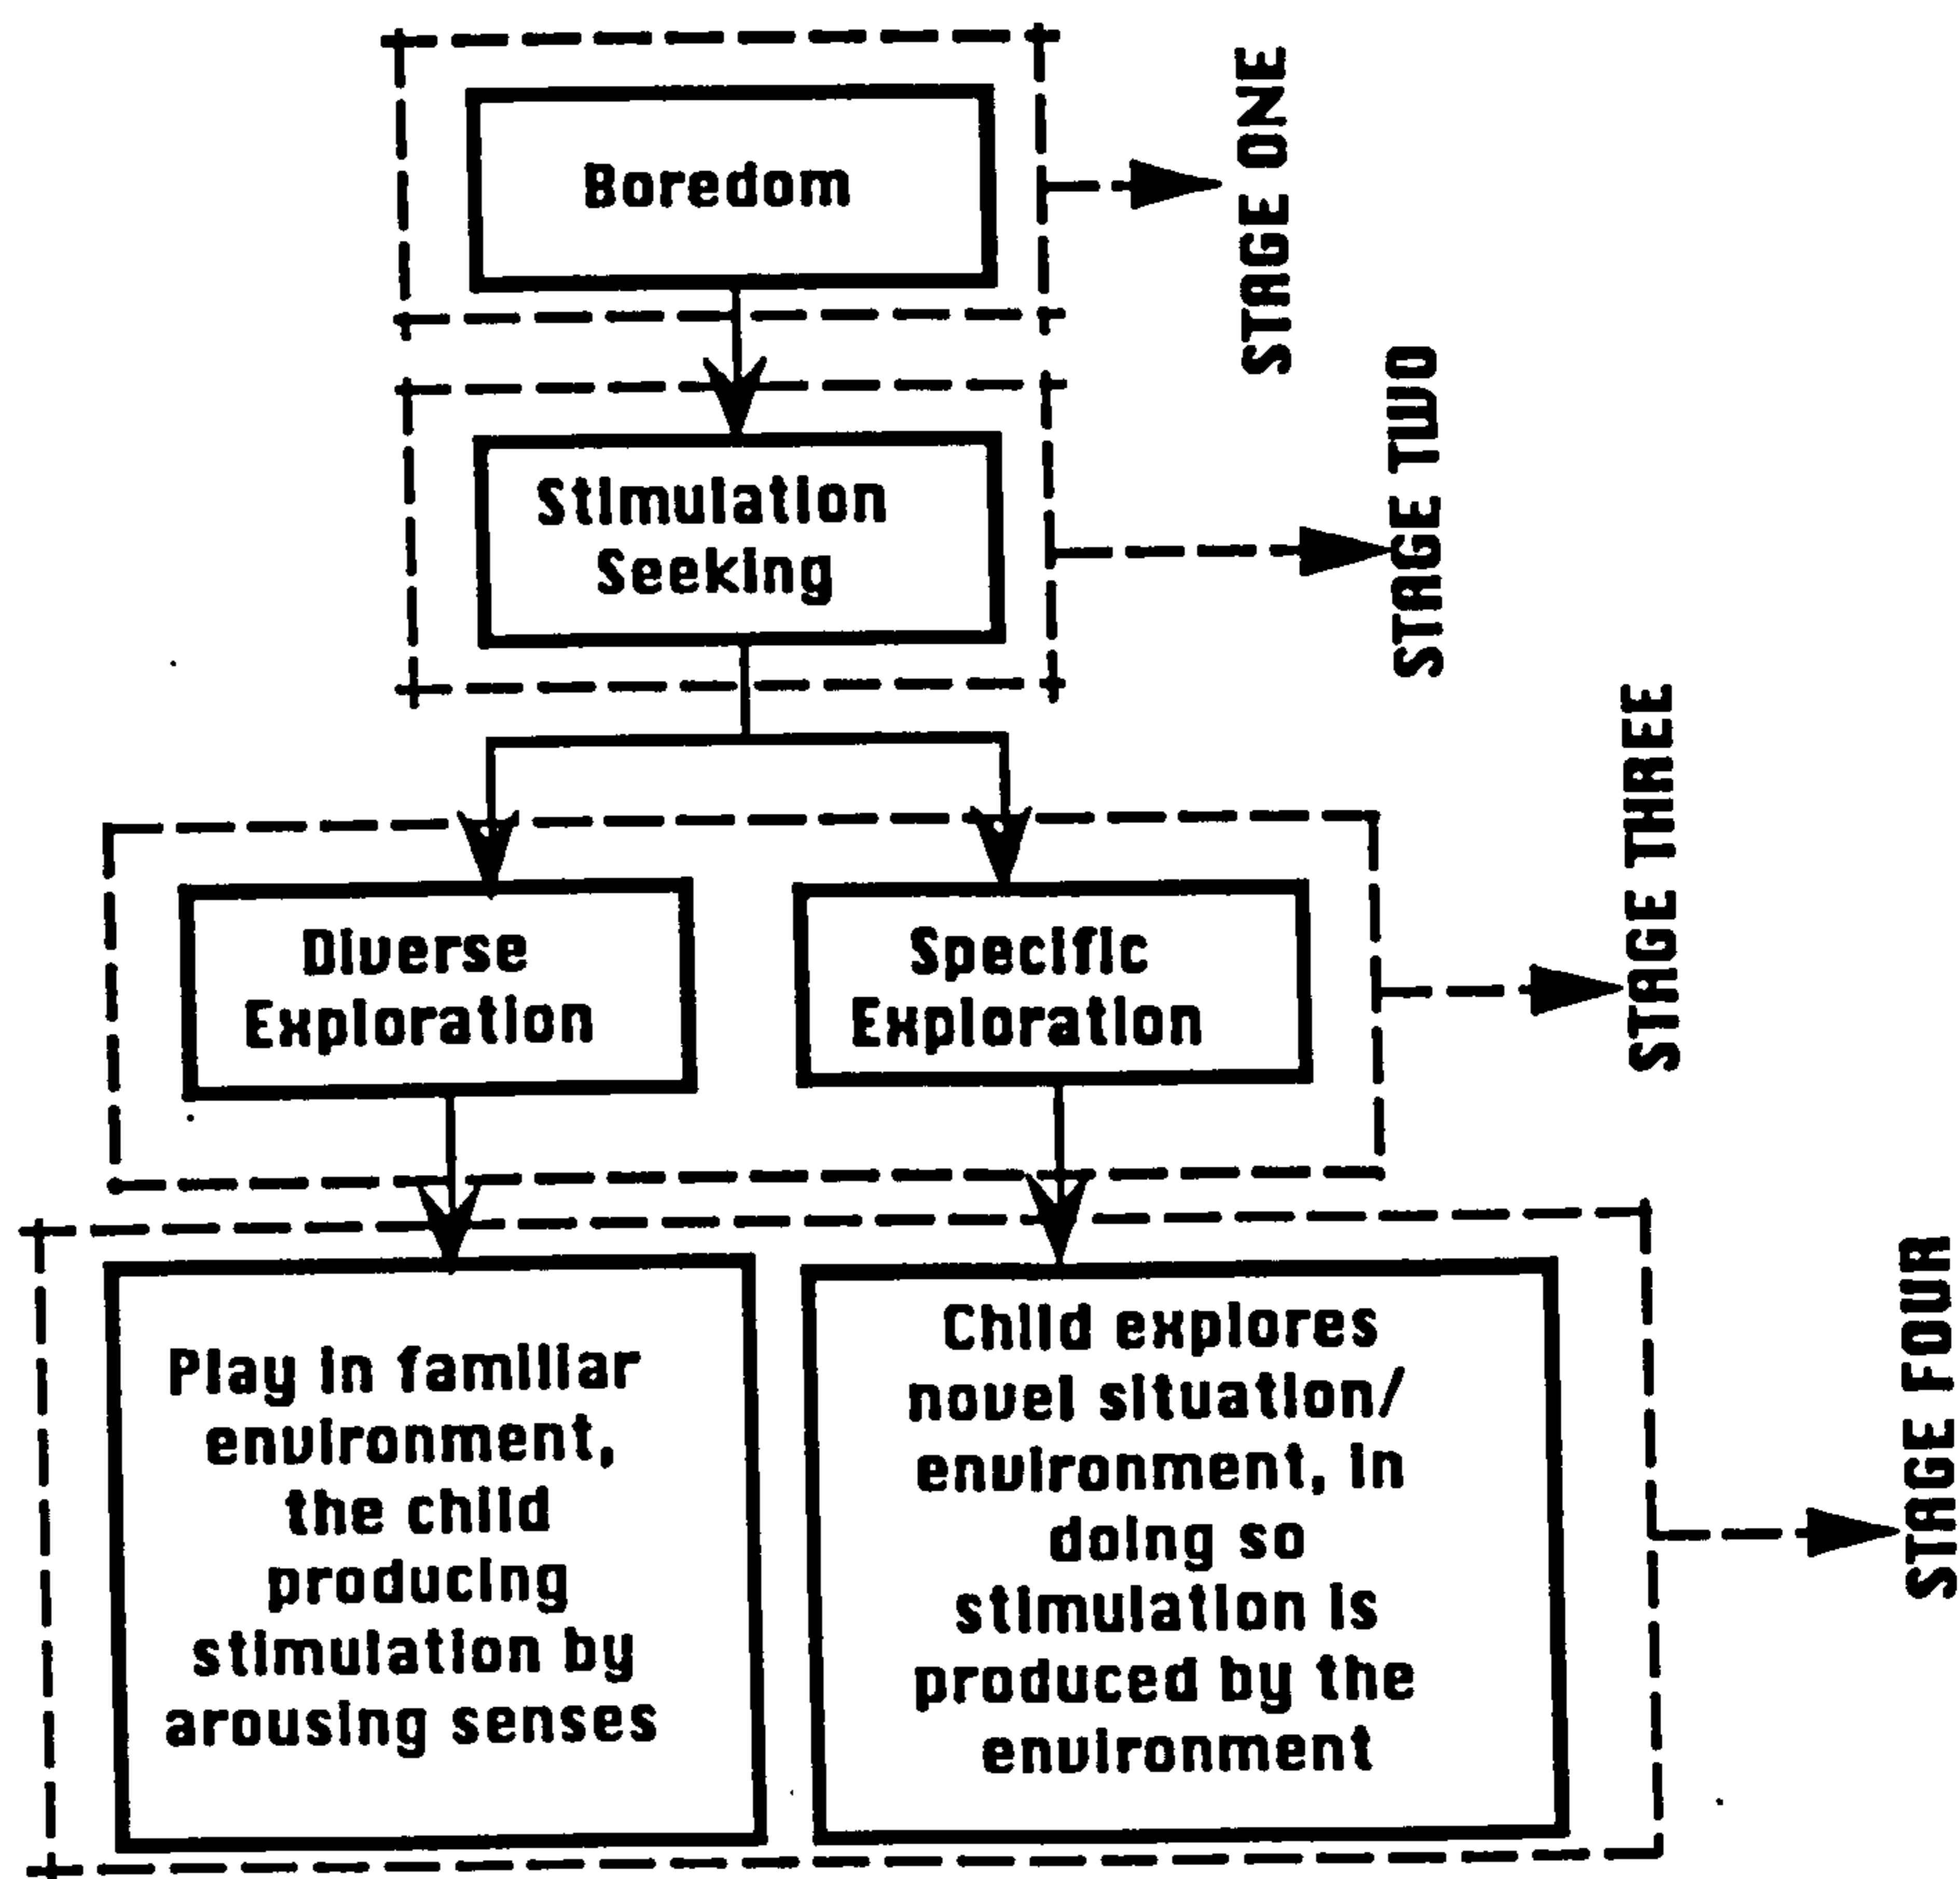 Boredom
STAGE ONE
Stimulation
Seeking
STAGE TWO
Diverse
Exploration
Specific
Exploration
STAGE THREE
Play in familiar
environment,
the child
producing
stimulation by
arousing senses
Child explores
novel situation/
environment, in
doing so
stimulation is
produced by the
environment
STAGE FOUR